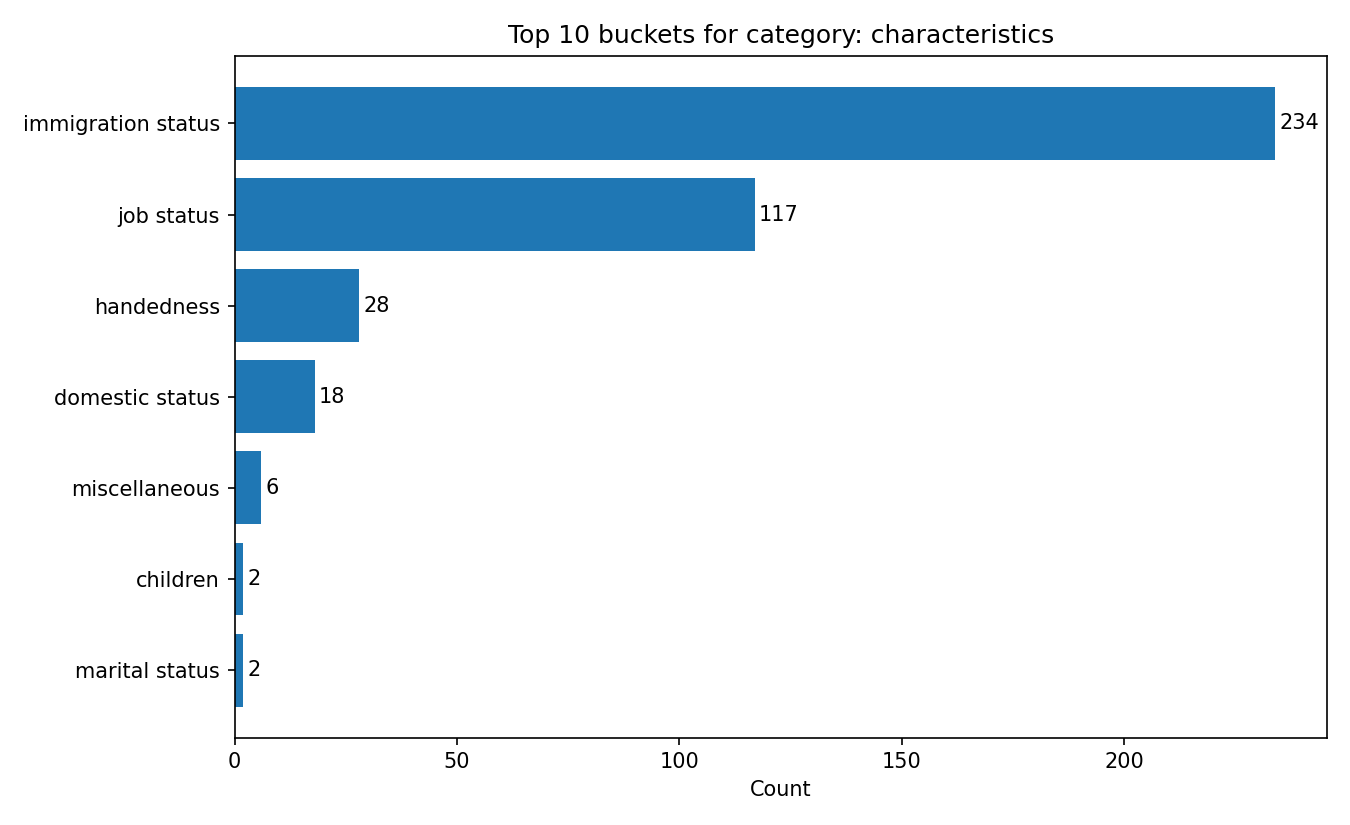 Top 10 buckets for category: characteristics
immigration status
234
job status
117
handedness
28
domestic status
18
miscellaneous
6
children
2
marital status
2
0 50 100 150 200
Count